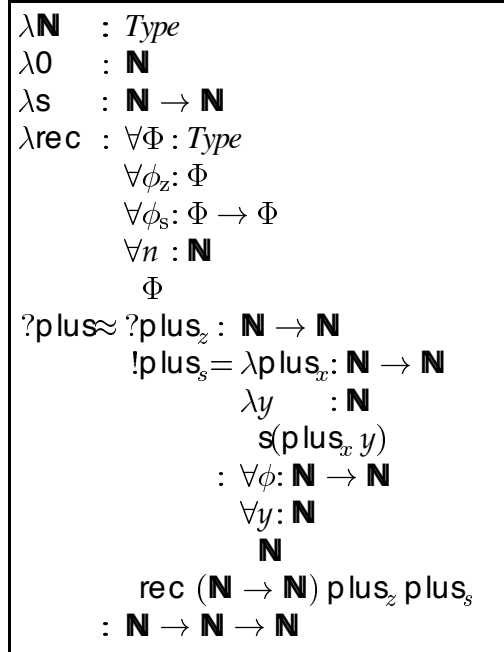 λℕ : Type
λ0 : ℕ
λs : ℕ → ℕ
λrec : ∀Φ : Type
∀ϕ_z : Φ
∀ϕ_s : Φ → Φ
∀n : ℕ
Φ
?plus≈ ?plus_z : ℕ → ℕ
!plus_s = λplus_x : ℕ → ℕ
λy : ℕ
s(plus_x y)
: ∀ϕ : ℕ → ℕ
∀y : ℕ
ℕ
rec (ℕ → ℕ) plus_z plus_s
: ℕ → ℕ → ℕ